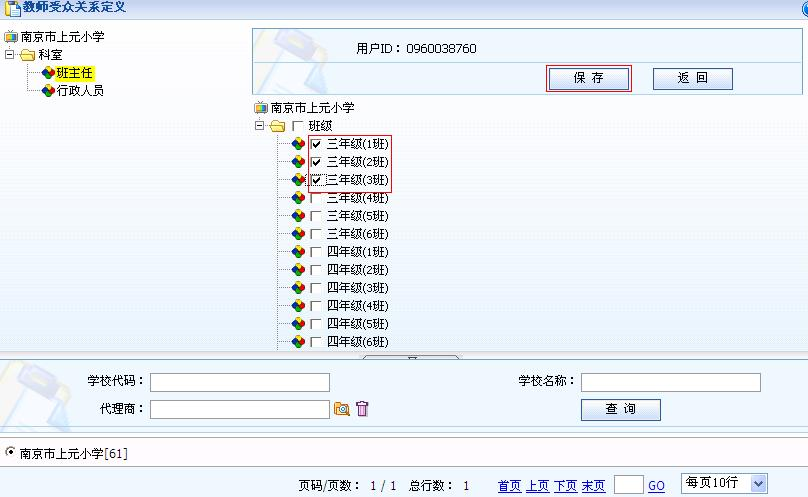 教师受众关系定义
南京市上元小学
科室
班主任
行政人员
用户ID： 0960038760
保 存 返 回
南京市上元小学
班级
三年级(1班)
三年级(2班)
三年级(3班)
三年级(4班)
三年级(5班)
三年级(6班)
四年级(1班)
四年级(2班)
四年级(3班)
四年级(4班)
四年级(5班)
四年级(6班)
学校代码： 学校名称：
代理商： 查 询
南京市上元小学[61]
页码/页数： 1 / 1 总行数： 1 首页 上页 下页 末页 GO 每页10行